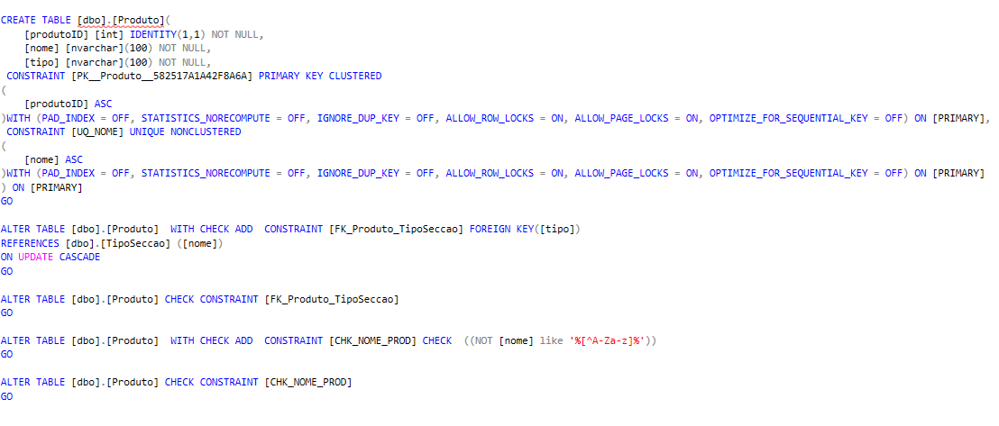 CREATE TABLE [dbo].[Produto](
    [produtoID] [int] IDENTITY(1,1) NOT NULL,
    [nome] [nvarchar](100) NOT NULL,
    [tipo] [nvarchar](100) NOT NULL,
 CONSTRAINT [PK__Produto__582517A1A42F8A6A] PRIMARY KEY CLUSTERED
(
    [produtoID] ASC
)WITH (PAD_INDEX = OFF, STATISTICS_NORECOMPUTE = OFF, IGNORE_DUP_KEY = OFF, ALLOW_ROW_LOCKS = ON, ALLOW_PAGE_LOCKS = ON, OPTIMIZE_FOR_SEQUENTIAL_KEY = OFF) ON [PRIMARY],
 CONSTRAINT [UQ_NOME] UNIQUE NONCLUSTERED
(
    [nome] ASC
)WITH (PAD_INDEX = OFF, STATISTICS_NORECOMPUTE = OFF, IGNORE_DUP_KEY = OFF, ALLOW_ROW_LOCKS = ON, ALLOW_PAGE_LOCKS = ON, OPTIMIZE_FOR_SEQUENTIAL_KEY = OFF) ON [PRIMARY]
) ON [PRIMARY]
GO
ALTER TABLE [dbo].[Produto]  WITH CHECK ADD  CONSTRAINT [FK_Produto_TipoSeccao] FOREIGN KEY([tipo])
REFERENCES [dbo].[TipoSeccao] ([nome])
ON UPDATE CASCADE
GO
ALTER TABLE [dbo].[Produto] CHECK CONSTRAINT [FK_Produto_TipoSeccao]
GO
ALTER TABLE [dbo].[Produto]  WITH CHECK ADD  CONSTRAINT [CHK_NOME_PROD] CHECK  ((NOT [nome] like '%[^A-Za-z]%'))
GO
ALTER TABLE [dbo].[Produto] CHECK CONSTRAINT [CHK_NOME_PROD]
GO